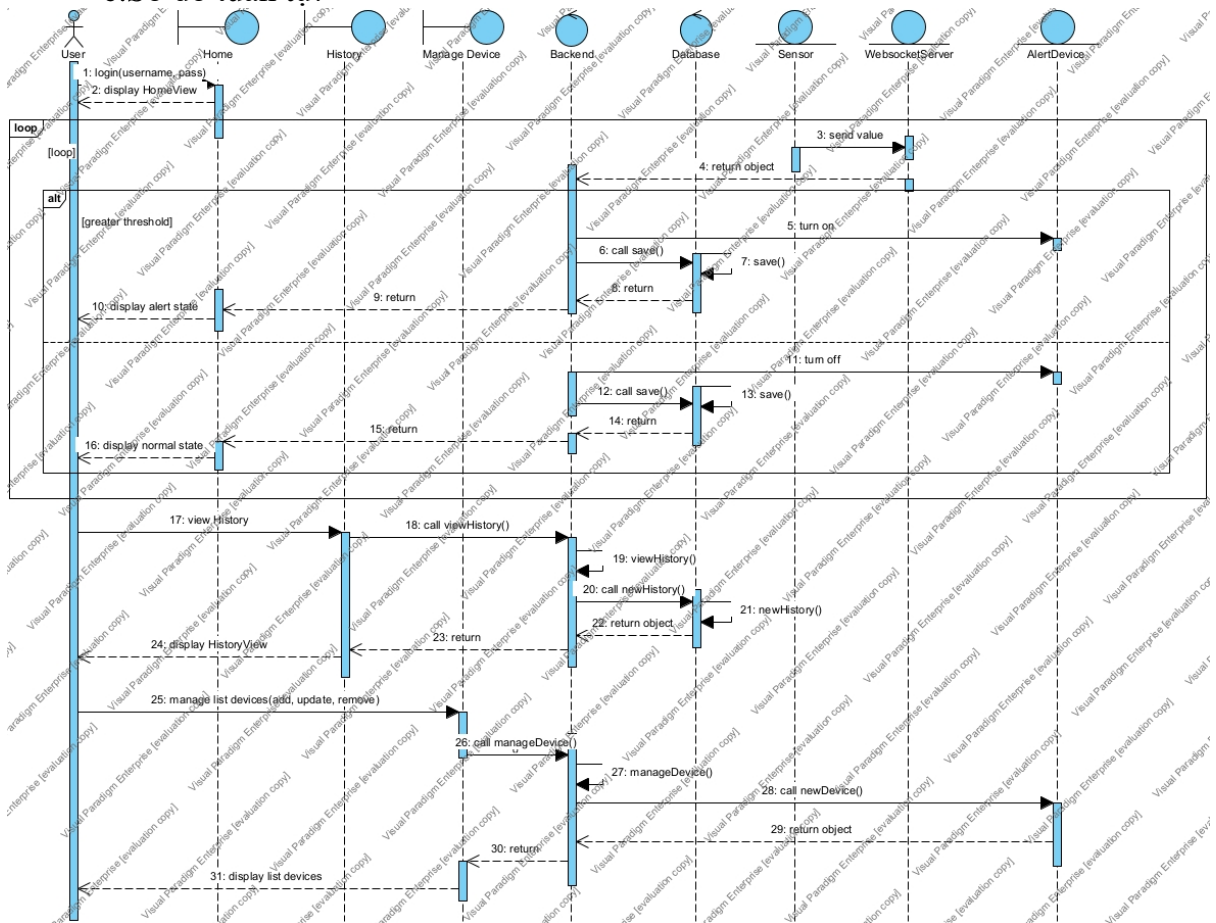 User
Home
History
Manage Device
Backend
Database
Sensor
WebsocketServer
AlertDevice
1: login(username, pass)
2: display HomeView
loop
[loop]
3: send value
4: return object
alt
[greater threshold]
5: turn on
6: call save()
7: save()
8: return
9: return
10: display alert state
11: turn off
12: call save()
13: save()
14: return
15: return
16: display normal state
17: view History
18: call viewHistory()
19: viewHistory()
20: call newHistory()
21: newHistory()
22: return object
23: return
24: display HistoryView
25: manage list devices(add, update, remove)
26: call manageDevice()
27: manageDevice()
28: call newDevice()
29: return object
30: return
31: display list devices
Visual Paradigm Enterprise [evaluation copy]